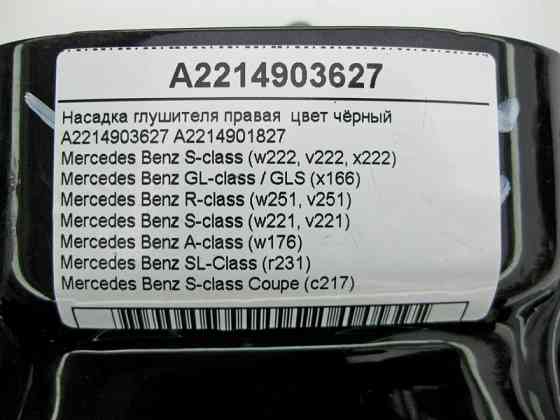 A2214903627
Насадка глушителя правая цвет чёрный
A2214903627 A2214901827
Mercedes Benz S-class (w222, v222, x222)
Mercedes Benz GL-class / GLS (x166)
Mercedes Benz R-class (w251, v251)
Mercedes Benz S-class (w221, v221)
Mercedes Benz A-class (w176)
Mercedes Benz SL-Class (r231)
Mercedes Benz S-class Coupe (c217)